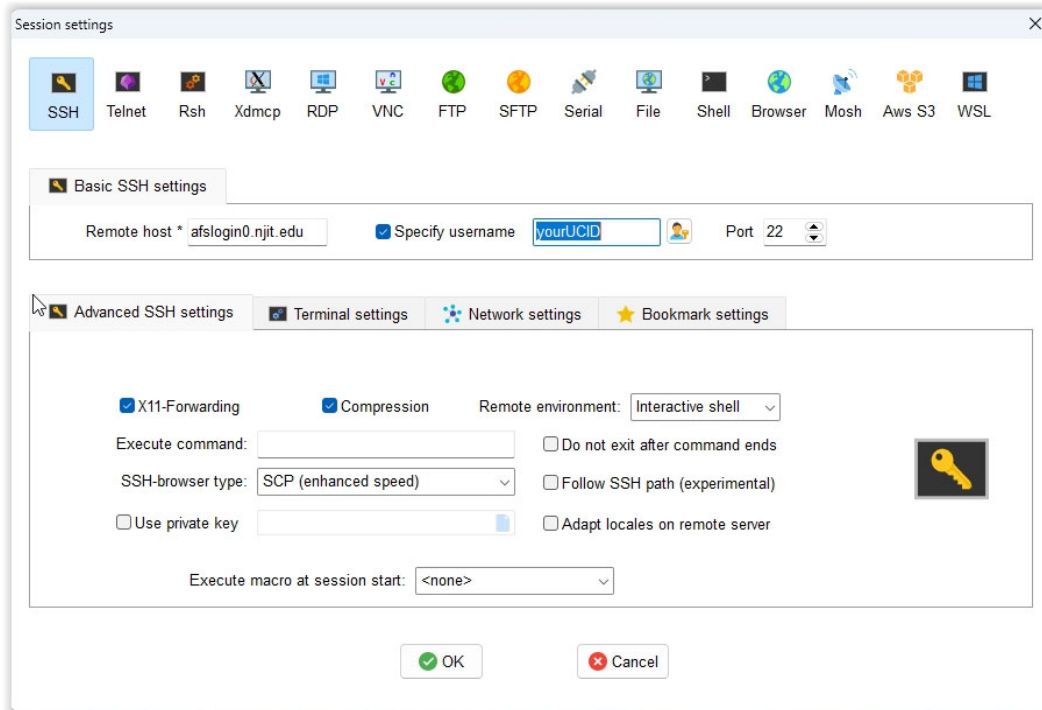 Session settings
SSH Telnet Rsh Xdmcp RDP VNC FTP SFTP Serial File Shell Browser Mosh Aws S3 WSL
Basic SSH settings
Remote host * afslogin0.njit.edu Specify username yourUCID Port 22
Advanced SSH settings Terminal settings Network settings Bookmark settings
X11-Forwarding Compression Remote environment: Interactive shell
Execute command: Do not exit after command ends
SSH-browser type: SCP (enhanced speed) Follow SSH path (experimental)
Use private key Adapt locales on remote server
Execute macro at session start: <none>
OK Cancel